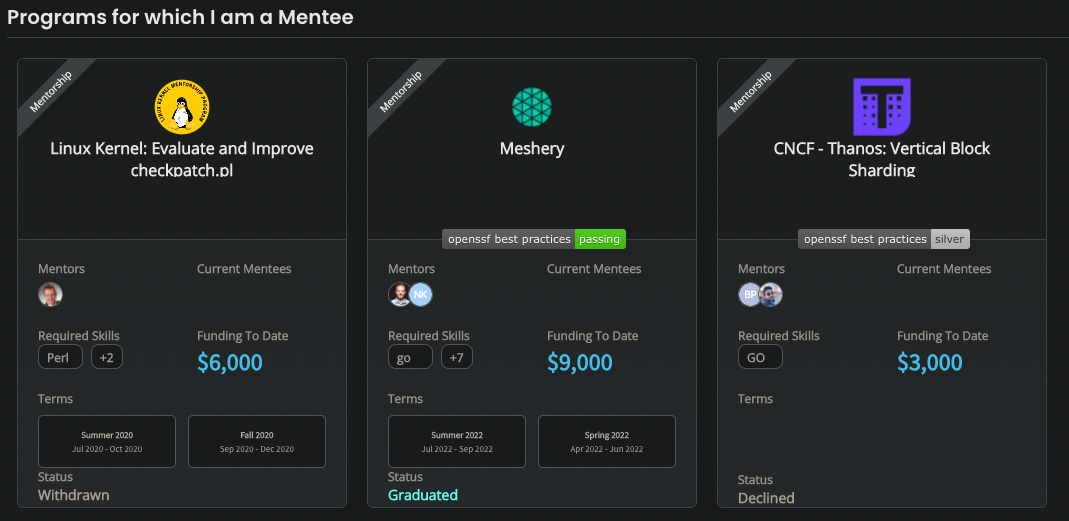 Programs for which I am a Mentee
Mentorship
LINUX KERNEL MENTORSHIP PROGRAM
Linux Kernel: Evaluate and Improve
checkpatch.pl
Mentors
Current Mentees
Required Skills
Perl
+2
Funding To Date
$6,000
Terms
Summer 2020
Jul 2020 - Oct 2020
Fall 2020
Sep 2020 - Dec 2020
Status
Withdrawn
Mentorship
Meshery
openssf best practices passing
Mentors
NK
Current Mentees
Required Skills
go
+7
Funding To Date
$9,000
Terms
Summer 2022
Jul 2022 - Sep 2022
Spring 2022
Apr 2022 - Jun 2022
Status
Graduated
Mentorship
T
CNCF - Thanos: Vertical Block
Sharding
openssf best practices silver
Mentors
BP
Current Mentees
Required Skills
GO
Funding To Date
$3,000
Terms
Status
Declined